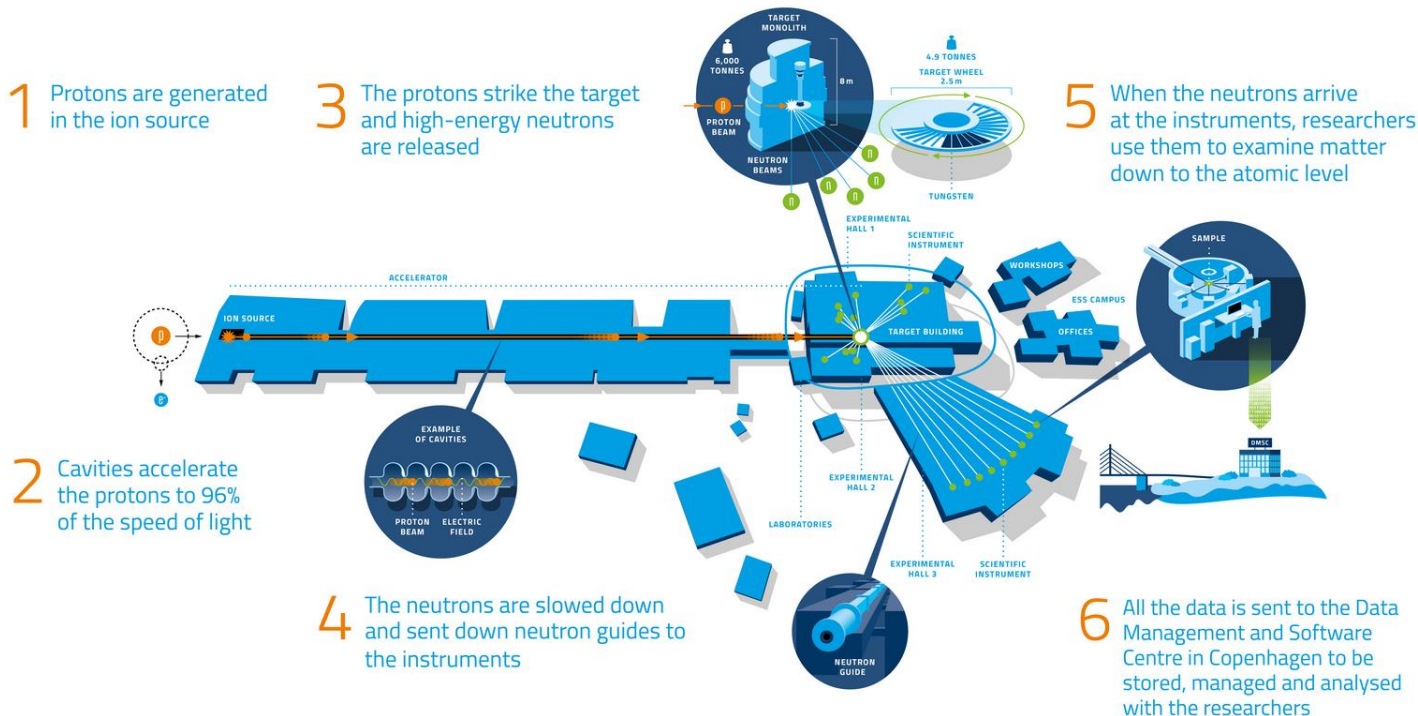 1
Protons are generated
in the ion source
2
Cavities accelerate
the protons to 96%
of the speed of light
3
The protons strike the target
and high-energy neutrons
are released
4
The neutrons are slowed down
and sent down neutron guides to
the instruments
5
When the neutrons arrive
at the instruments, researchers
use them to examine matter
down to the atomic level
6
All the data is sent to the Data
Management and Software
Centre in Copenhagen to be
stored, managed and analysed
with the researchers
TARGET
MONOLITH
6,000
TONNES
8 m
p
PROTON
BEAM
NEUTRON
BEAMS
n
n
n
n
n
4.9 TONNES
TARGET WHEEL
2.5 m
TUNGSTEN
EXPERIMENTAL
HALL 1
SCIENTIFIC
INSTRUMENT
ACCELERATOR
ION SOURCE
p
e-
TARGET BUILDING
WORKSHOPS
ESS CAMPUS
OFFICES
SAMPLE
DMSC
EXAMPLE
OF CAVITIES
PROTON
BEAM
ELECTRIC
FIELD
LABORATORIES
EXPERIMENTAL
HALL 2
EXPERIMENTAL
HALL 3
SCIENTIFIC
INSTRUMENT
NEUTRON
GUIDE